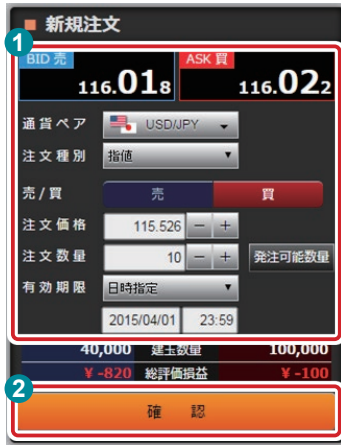 新規注文
1
BID 売 ASK 買
116.018 116.022
通貨ペア USD/JPY
注文種別 指値
売/買 売 買
注文価格 115.526 − +
注文数量 10 − + 発注可能数量
有効期限 日時指定
2015/04/01 23:59
40,000 建玉数量 100,000
¥-820 総評価損益 ¥-100
2
確 認